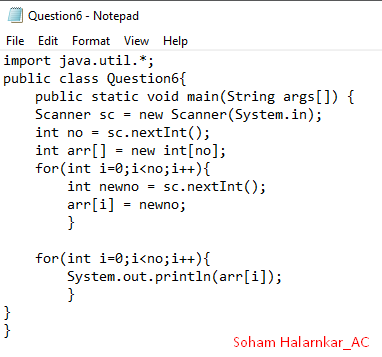 Question6 - Notepad
File Edit Format View Help
import java.util.*;
public class Question6{
    public static void main(String args[]) {
    Scanner sc = new Scanner(System.in);
    int no = sc.nextInt();
    int arr[] = new int[no];
    for(int i=0;i<no;i++){
        int newno = sc.nextInt();
        arr[i] = newno;
        }

    for(int i=0;i<no;i++){
        System.out.println(arr[i]);
        }
}
}
Soham Halarnkar_AC